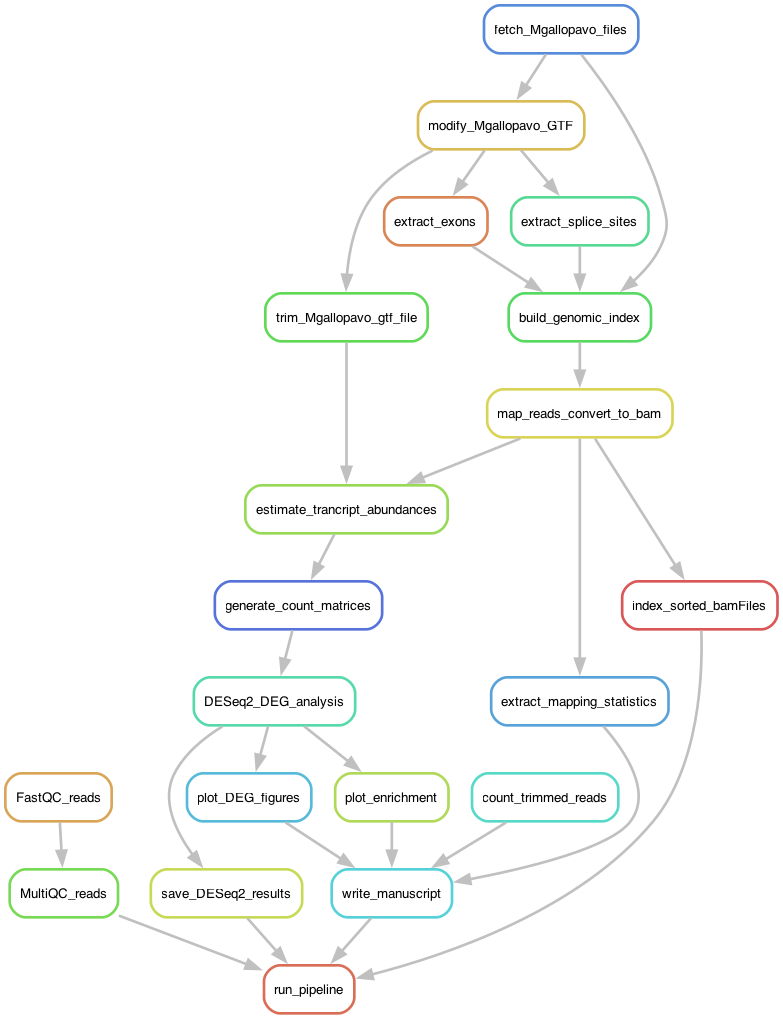 fetch_Mgallopavo_files
modify_Mgallopavo_GTF
extract_exons
extract_splice_sites
trim_Mgallopavo_gtf_file
build_genomic_index
map_reads_convert_to_bam
estimate_trancript_abundances
generate_count_matrices
index_sorted_bamFiles
DESeq2_DEG_analysis
extract_mapping_statistics
FastQC_reads
plot_DEG_figures
plot_enrichment
count_trimmed_reads
MultiQC_reads
save_DESeq2_results
write_manuscript
run_pipeline